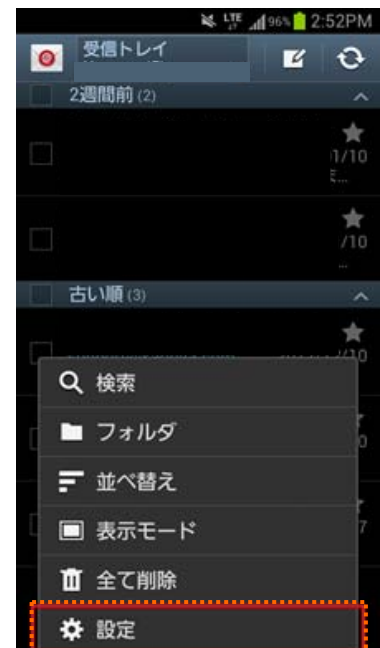 LTE 96% 2:52PM
受信トレイ
2週間前 (2)
1/10
/10
古い順 (3)
検索
フォルダ
並べ替え
表示モード
全て削除
設定